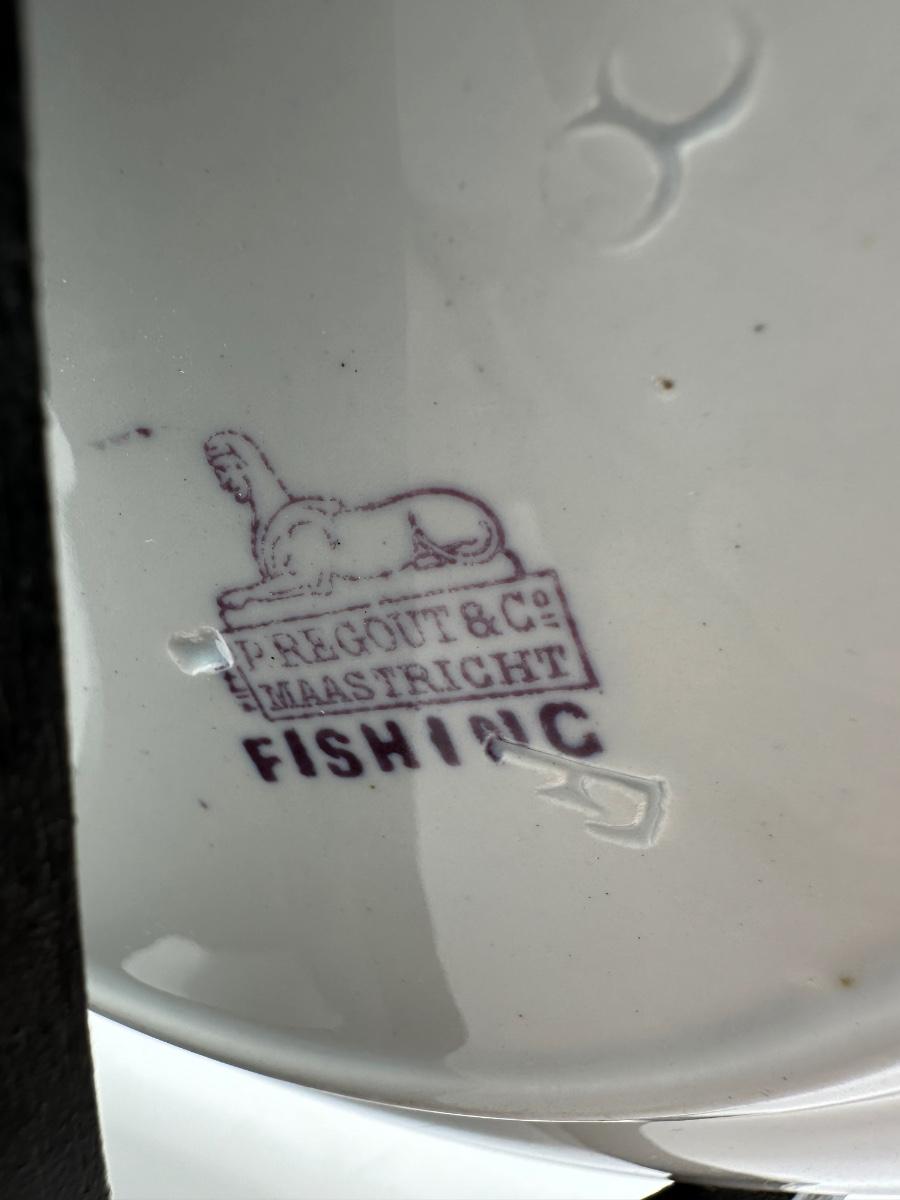 P. REGOUT & Cº
MAASTRICHT
FISHING